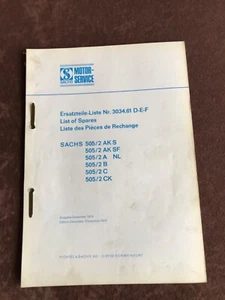 MOTOR-
SERVICE
SACHS
Ersatzteile-Liste Nr. 3034.61 D-E-F
List of Spares
Liste des Pièces de Rechange
SACHS 505/2 AKS
505/2 AK SF
505/2 A NL
505/2 B
505/2 C
505/2 CK